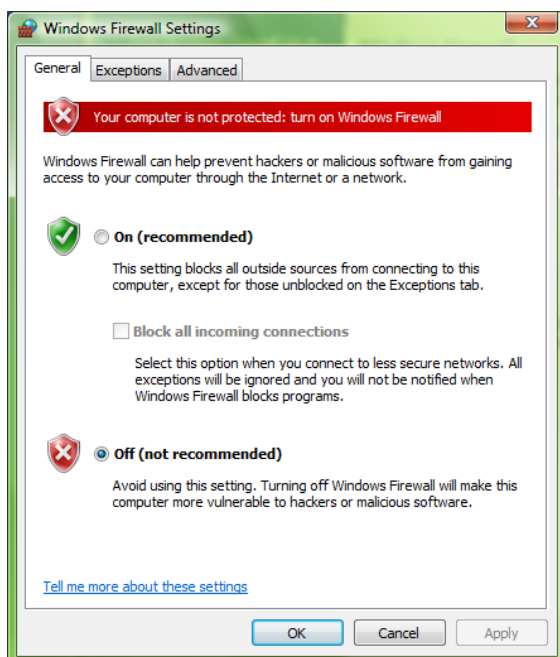 Windows Firewall Settings
General Exceptions Advanced
Your computer is not protected: turn on Windows Firewall
Windows Firewall can help prevent hackers or malicious software from gaining
access to your computer through the Internet or a network.
On (recommended)
This setting blocks all outside sources from connecting to this
computer, except for those unblocked on the Exceptions tab.
Block all incoming connections
Select this option when you connect to less secure networks. All
exceptions will be ignored and you will not be notified when
Windows Firewall blocks programs.
Off (not recommended)
Avoid using this setting. Turning off Windows Firewall will make this
computer more vulnerable to hackers or malicious software.
Tell me more about these settings
OK Cancel Apply